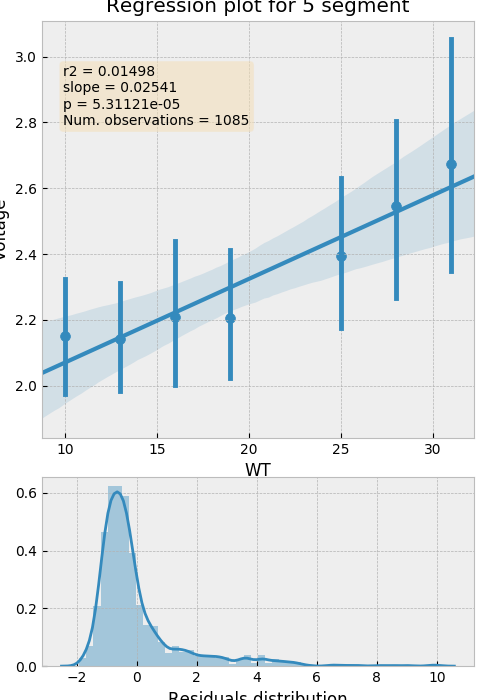 Regression plot for 5 segment
3.0
2.8
2.6
2.4
2.2
2.0
r2 = 0.01498
slope = 0.02541
p = 5.31121e-05
Num. observations = 1085
Voltage
10 15 20 25 30
WT
0.6
0.4
0.2
0.0
−2 0 2 4 6 8 10
Residuals distribution